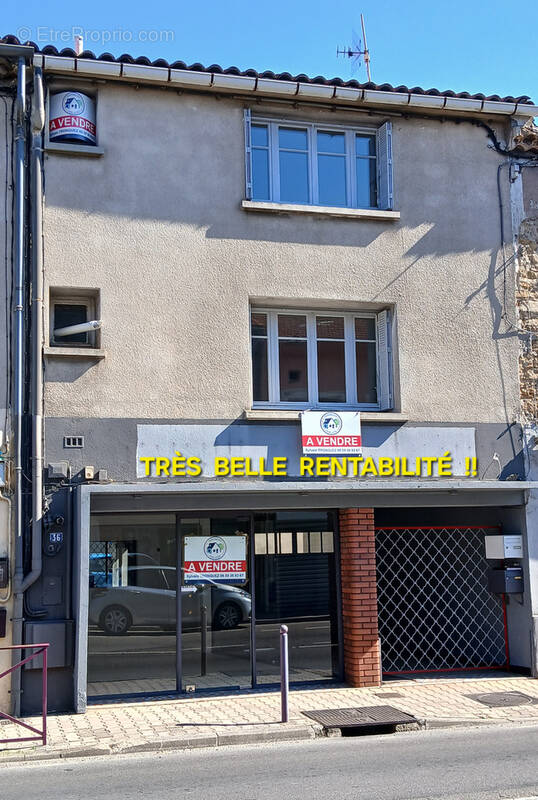 © EtreProprio.com
A VENDRE
A VENDRE
TRÈS BELLE RENTABILITÉ !!
36
A VENDRE